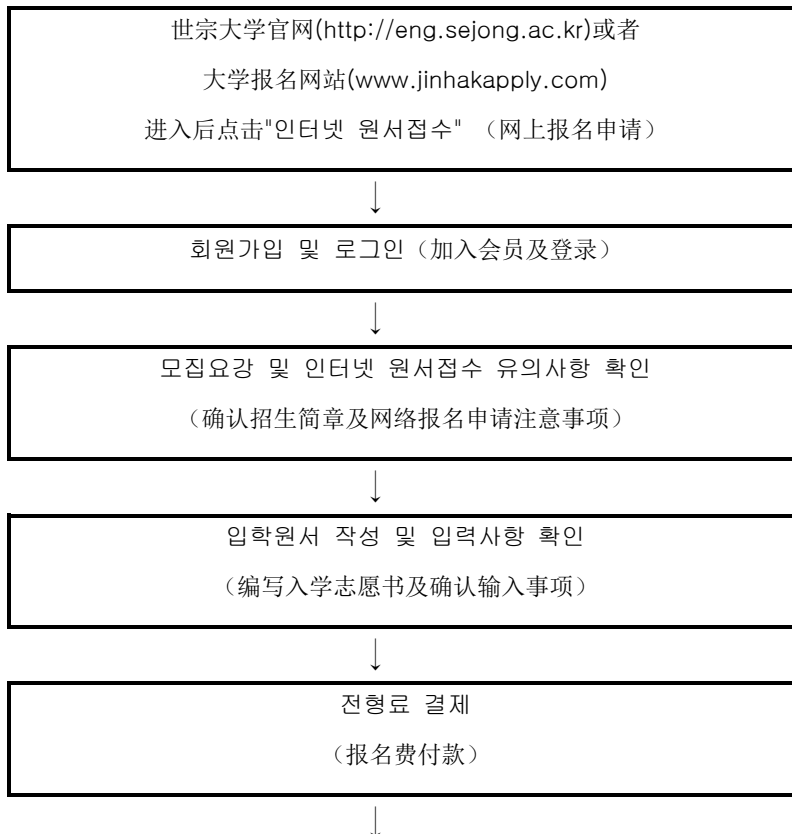 世宗大学官网(http://eng.sejong.ac.kr)或者
大学报名网站(www.jinhakapply.com)
进入后点击"인터넷 원서접수" （网上报名申请）
↓
회원가입 및 로그인（加入会员及登录）
↓
모집요강 및 인터넷 원서접수 유의사항 확인
（确认招生简章及网络报名申请注意事项）
↓
입학원서 작성 및 입력사항 확인
（编写入学志愿书及确认输入事项）
↓
전형료 결제
（报名费付款）
↓